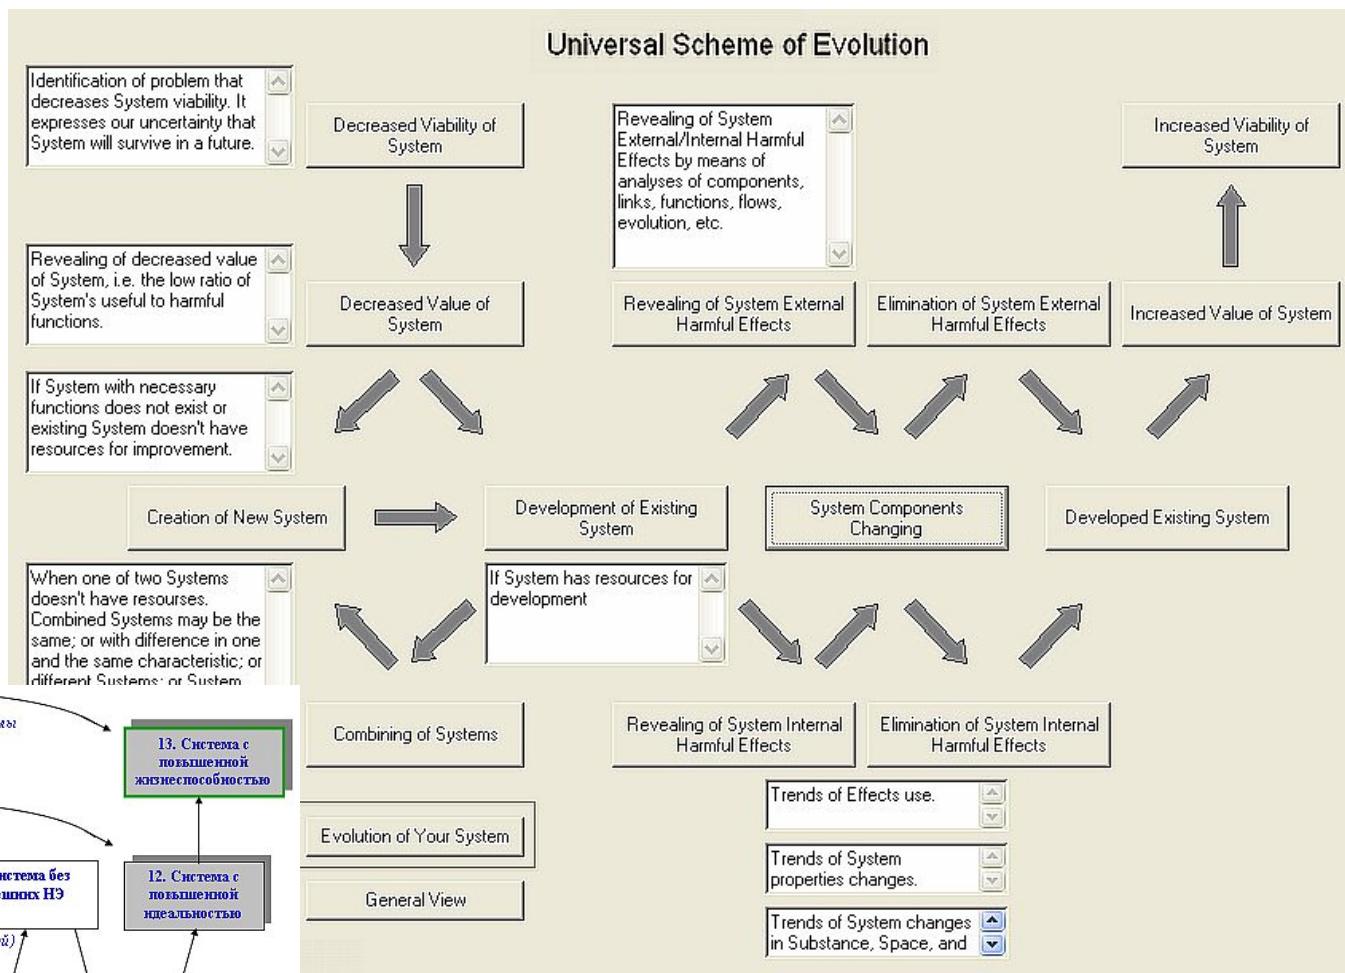 Universal Scheme of Evolution
Identification of problem that
decreases System viability. It
expresses our uncertainty that
System will survive in a future.
Decreased Viability of
System
Revealing of System
External/Internal Harmful
Effects by means of
analyses of components,
links, functions, flows,
evolution, etc.
Increased Viability of
System
Revealing of decreased value
of System, i.e. the low ratio of
System's useful to harmful
functions.
Decreased Value of
System
Revealing of System External
Harmful Effects
Elimination of System External
Harmful Effects
Increased Value of System
If System with necessary
functions does not exist or
existing System doesn't have
resources for improvement.
Creation of New System
Development of Existing
System
System Components
Changing
Developed Existing System
When one of two Systems
doesn't have resourses.
Combined Systems may be the
same; or with difference in one
and the same characteristic; or
different Systems; or System
If System has resources for
development
Combining of Systems
Revealing of System Internal
Harmful Effects
Elimination of System Internal
Harmful Effects
13. Система с
повышенной
жизнеспособностью
Evolution of Your System
Trends of Effects use.
Trends of System
properties changes.
12. Система с
повышенной
идеальностью
без
НЭ
General View
Trends of System changes
in Substance, Space, and